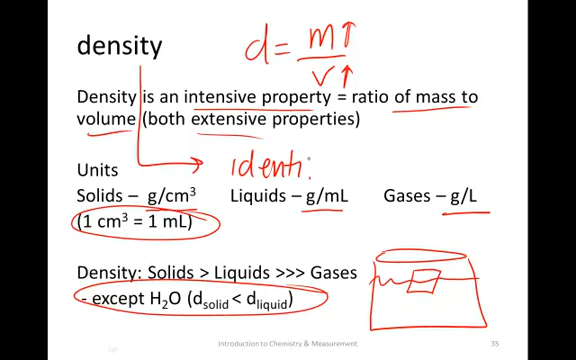 density
d = m↑
v↑
Density is an intensive property = ratio of mass to
volume (both extensive properties)
identi
Units
Solids – g/cm³ Liquids – g/mL Gases – g/L
(1 cm³ = 1 mL)
Density: Solids > Liquids >>> Gases
- except H₂O (dsolid < dliquid)
Introduction to Chemistry & Measurement
35